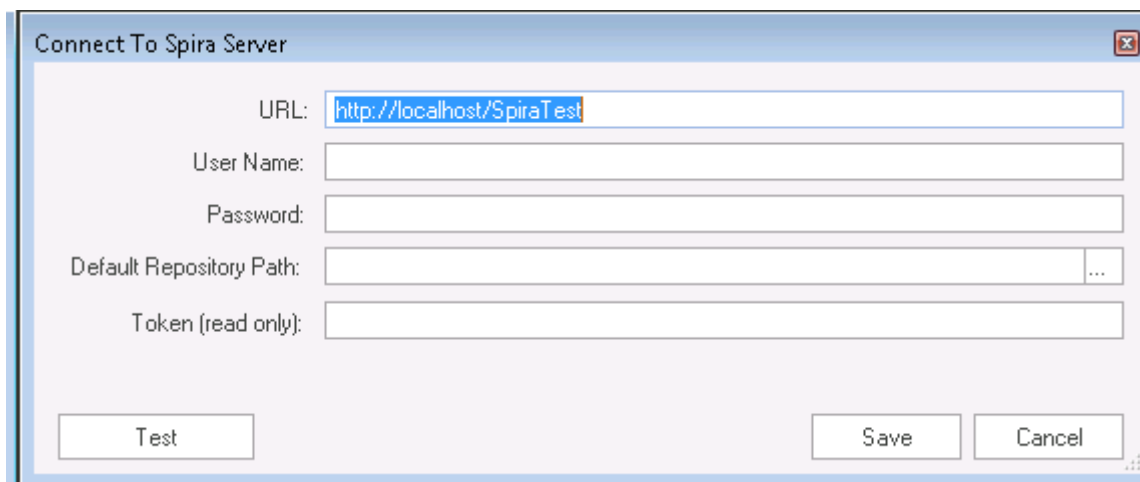 Connect To Spira Server
URL: http://localhost/SpiraTest
User Name:
Password:
Default Repository Path: ...
Token (read only):
Test Save Cancel